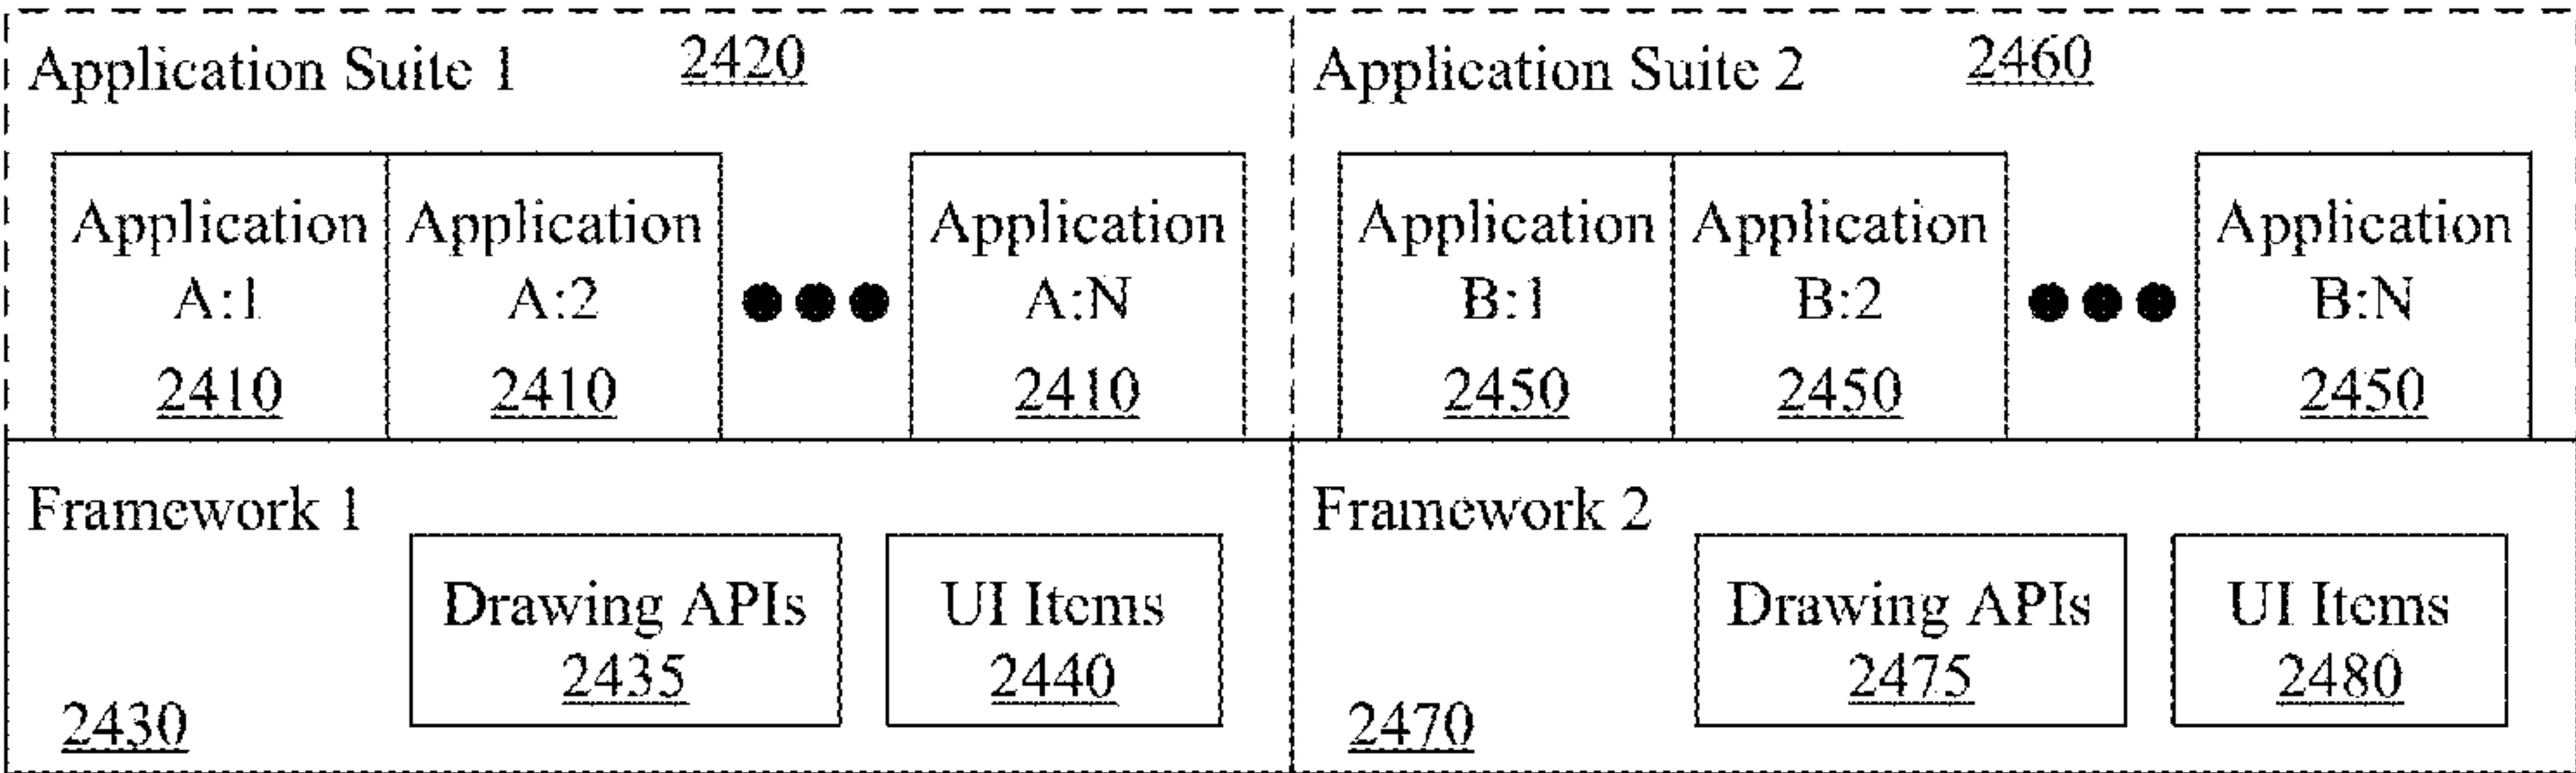 Application Suite 1 2420
Application Suite 2 2460
Application Application Application
A:1 A:2 A:N
2410 2410 2410
Application Application Application
B:1 B:2 B:N
2450 2450 2450
Framework 1
Drawing APIs UI Items
2435 2440
2430
Framework 2
Drawing APIs UI Items
2475 2480
2470